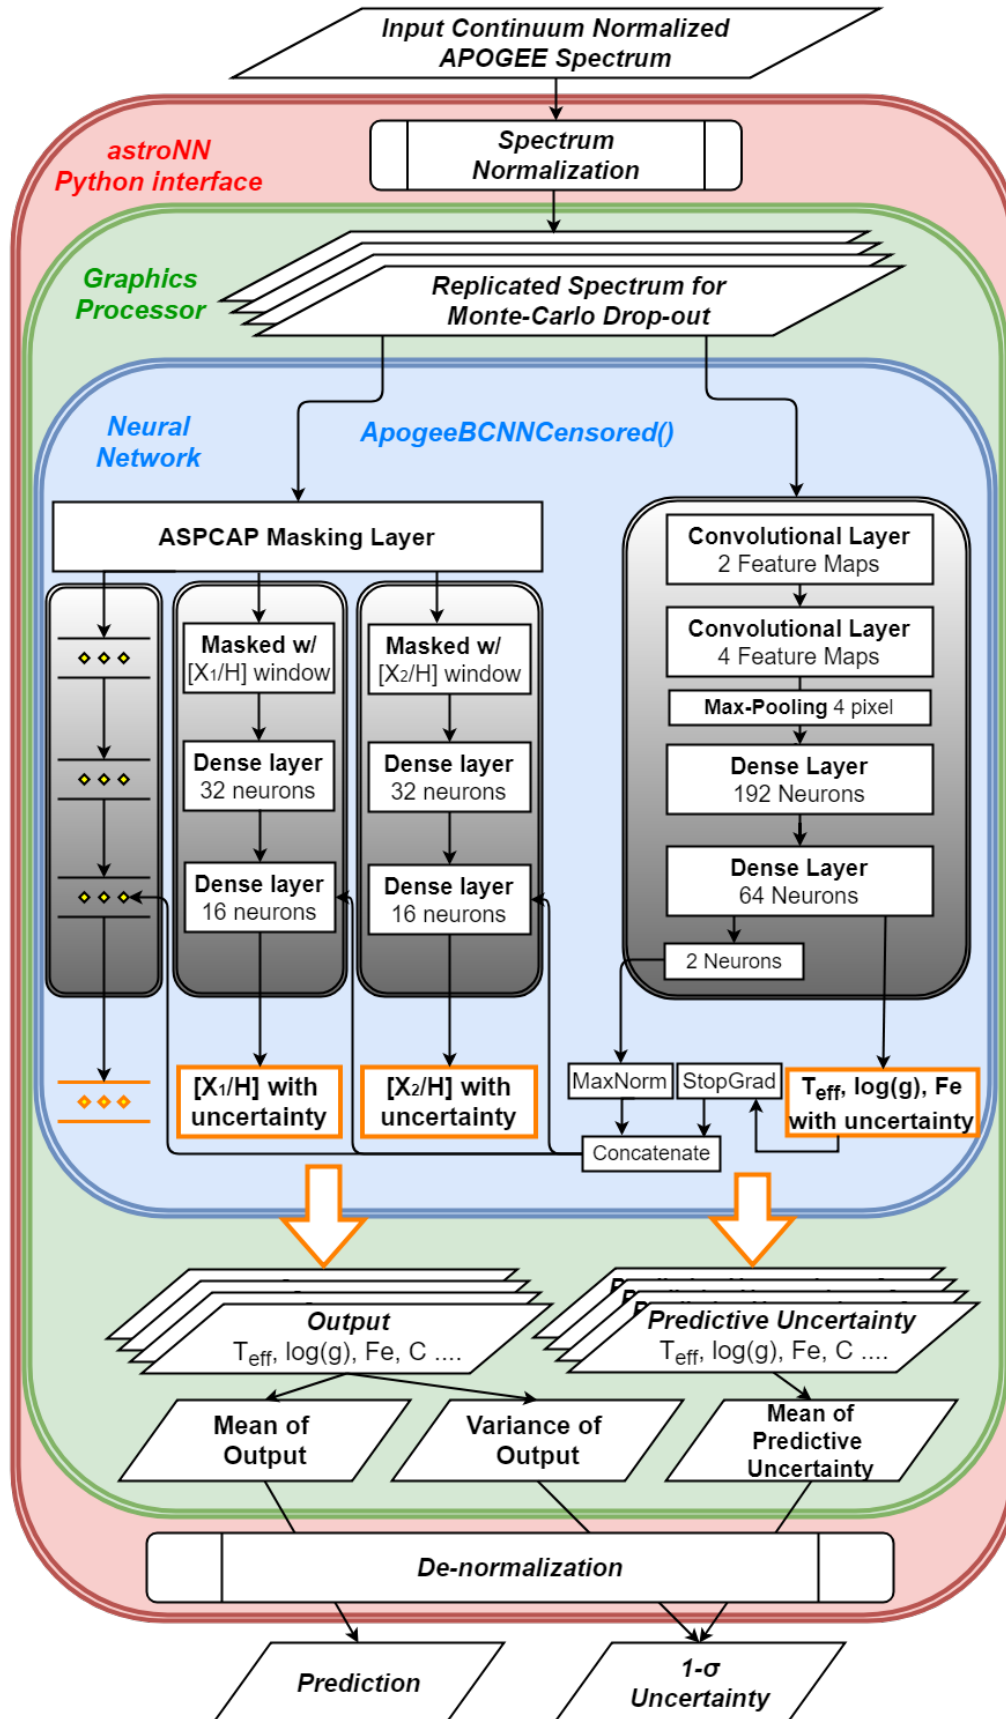 Input Continuum Normalized
APOGEE Spectrum
astroNN
Python interface
Spectrum
Normalization
Graphics
Processor
Replicated Spectrum for
Monte-Carlo Drop-out
Neural
Network
ApogeeBCNNCensored()
ASPCAP Masking Layer
Masked w/
[X₁/H] window
Dense layer
32 neurons
Dense layer
16 neurons
[X₁/H] with
uncertainty
Masked w/
[X₂/H] window
Dense layer
32 neurons
Dense layer
16 neurons
[X₂/H] with
uncertainty
Convolutional Layer
2 Feature Maps
Convolutional Layer
4 Feature Maps
Max-Pooling 4 pixel
Dense Layer
192 Neurons
Dense Layer
64 Neurons
2 Neurons
MaxNorm
StopGrad
T_eff, log(g), Fe
with uncertainty
Concatenate
Output
T_eff, log(g), Fe, C ....
Predictive Uncertainty
T_eff, log(g), Fe, C ....
Mean of
Output
Variance of
Output
Mean of
Predictive
Uncertainty
De-normalization
Prediction
1-σ
Uncertainty